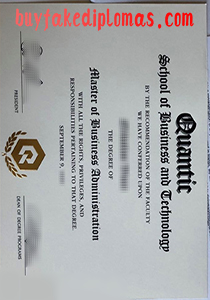 buyfakediplomas.com
Quantic
School of Business and Technology
BY THE RECOMMENDATION OF THE FACULTY
WE HAVE CONFERRED UPON
THE DEGREE OF
Master of Business Administration
WITH ALL THE RIGHTS, PRIVILEGES, AND
RESPONSIBILITIES PERTAINING TO THAT DEGREE.
SEPTEMBER 9,
PRESIDENT
DEAN OF DEGREE PROGRAMS